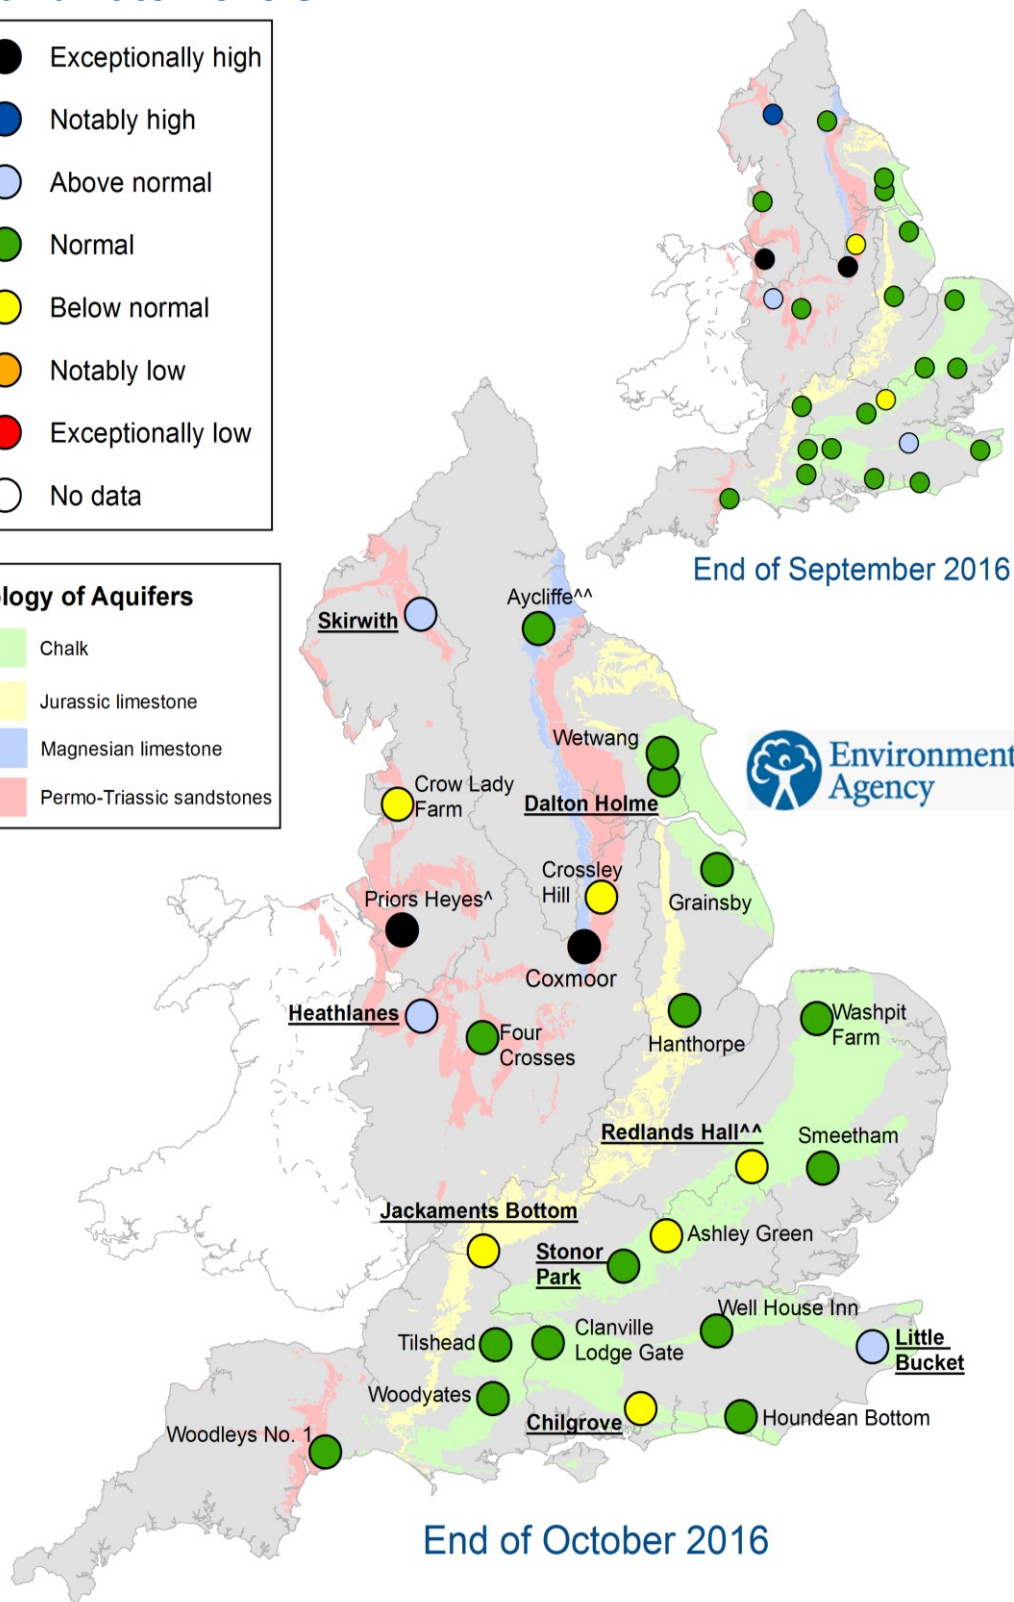 Exceptionally high
Notably high
Above normal
Normal
Below normal
Notably low
Exceptionally low
No data
End of September 2016
logy of Aquifers
Chalk
Jurassic limestone
Magnesian limestone
Permo-Triassic sandstones
Skirwith
Aycliffe^^
Wetwang
Dalton Holme
Environment
Agency
Crow Lady
Farm
Crossley
Hill
Grainsby
Priors Heyes^
Coxmoor
Heathlanes
Four
Crosses
Hanthorpe
Washpit
Farm
Redlands Hall^^
Smeetham
Jackaments Bottom
Ashley Green
Stonor
Park
Well House Inn
Tilshead
Clanville
Lodge Gate
Little
Bucket
Woodyates
Chilgrove
Houndean Bottom
Woodleys No. 1
End of October 2016